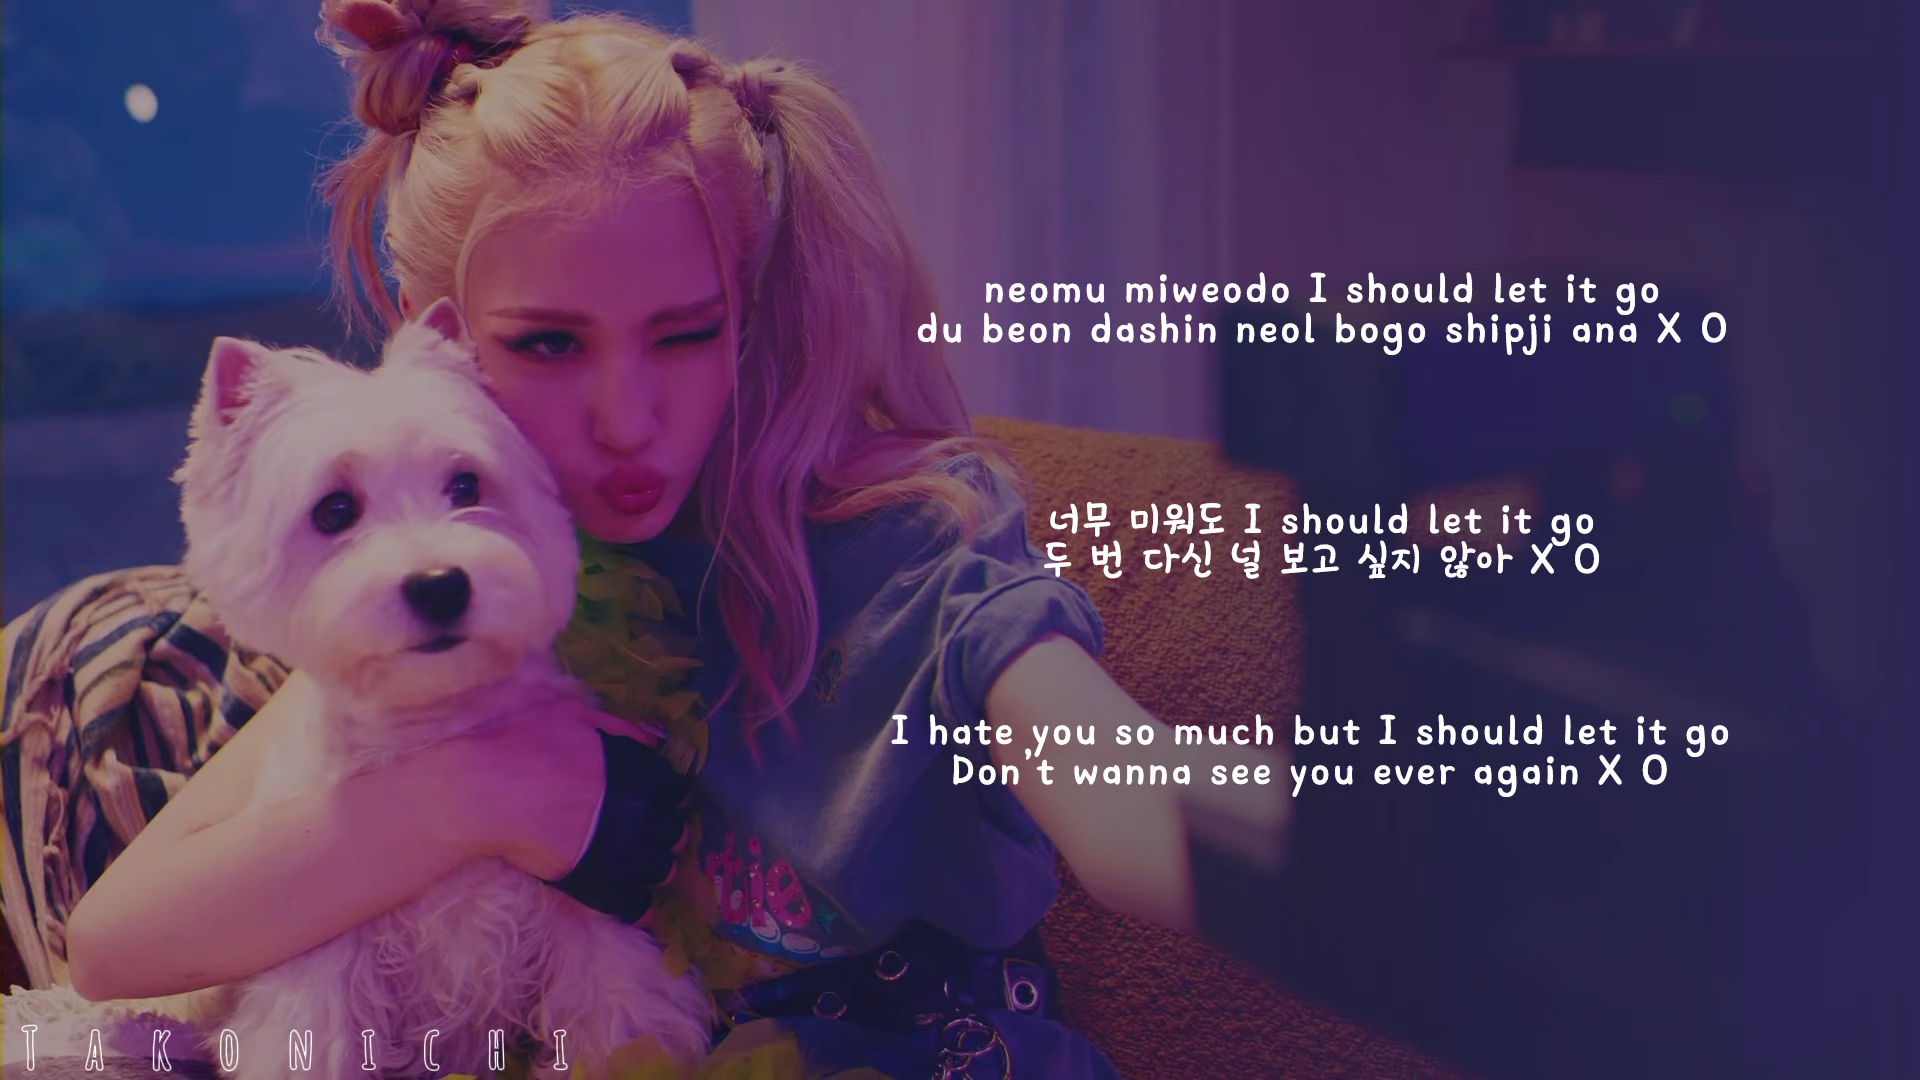 neomu miweodo I should let it go
du beon dashin neol bogo shipji ana X O
너무 미워도 I should let it go
두 번 다신 널 보고 싶지 않아 X O
I hate you so much but I should let it go
Don't wanna see you ever again X O
tie
TAKONICHI